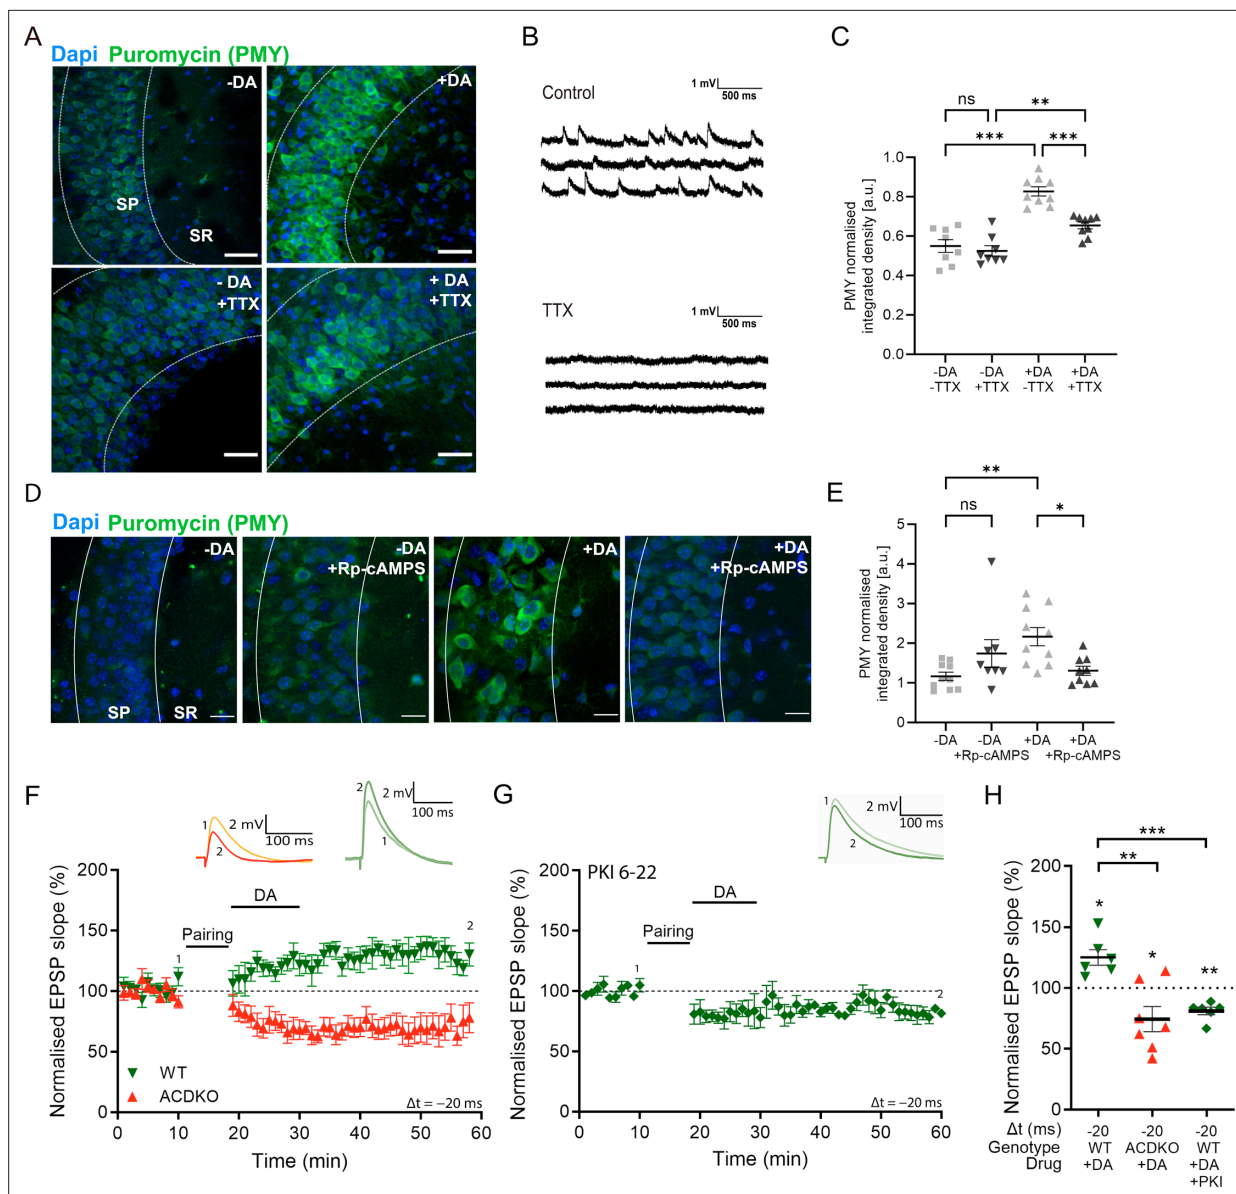 A
Dapi Puromycin (PMY)
-DA
+DA
SP
SR
- DA
+TTX
+ DA
+TTX
B
Control
1 mV
500 ms
TTX
1 mV
500 ms
C
ns
**
***
***
PMY normalised
integrated density [a.u.]
1.0
0.8
0.6
0.4
0.2
0.0
-DA
-TTX
-DA
+TTX
+DA
-TTX
+DA
+TTX
D
Dapi Puromycin (PMY)
-DA
SP
SR
-DA
+Rp-cAMPS
+DA
+DA
+Rp-cAMPS
E
**
ns
*
PMY normalised
integrated density [a.u.]
5
4
3
2
1
0
-DA
-DA
+Rp-cAMPS
+DA
+DA
+Rp-cAMPS
F
1
2
2 mV
100 ms
2
1
2 mV
100 ms
Normalised EPSP slope (%)
200
150
100
50
0
Pairing
DA
1
2
WT
ACDKO
Δt = −20 ms
0 10 20 30 40 50 60
Time (min)
G
1
2
2 mV
100 ms
Normalised EPSP slope (%)
200
150
100
50
0
PKI 6-22
Pairing
DA
1
2
Δt = −20 ms
0 10 20 30 40 50 60
Time (min)
H
***
**
*
*
**
Normalised EPSP slope (%)
200
150
100
50
0
Δt (ms) -20 -20 -20
Genotype WT ACDKO WT
Drug +DA +DA +DA
+PKI